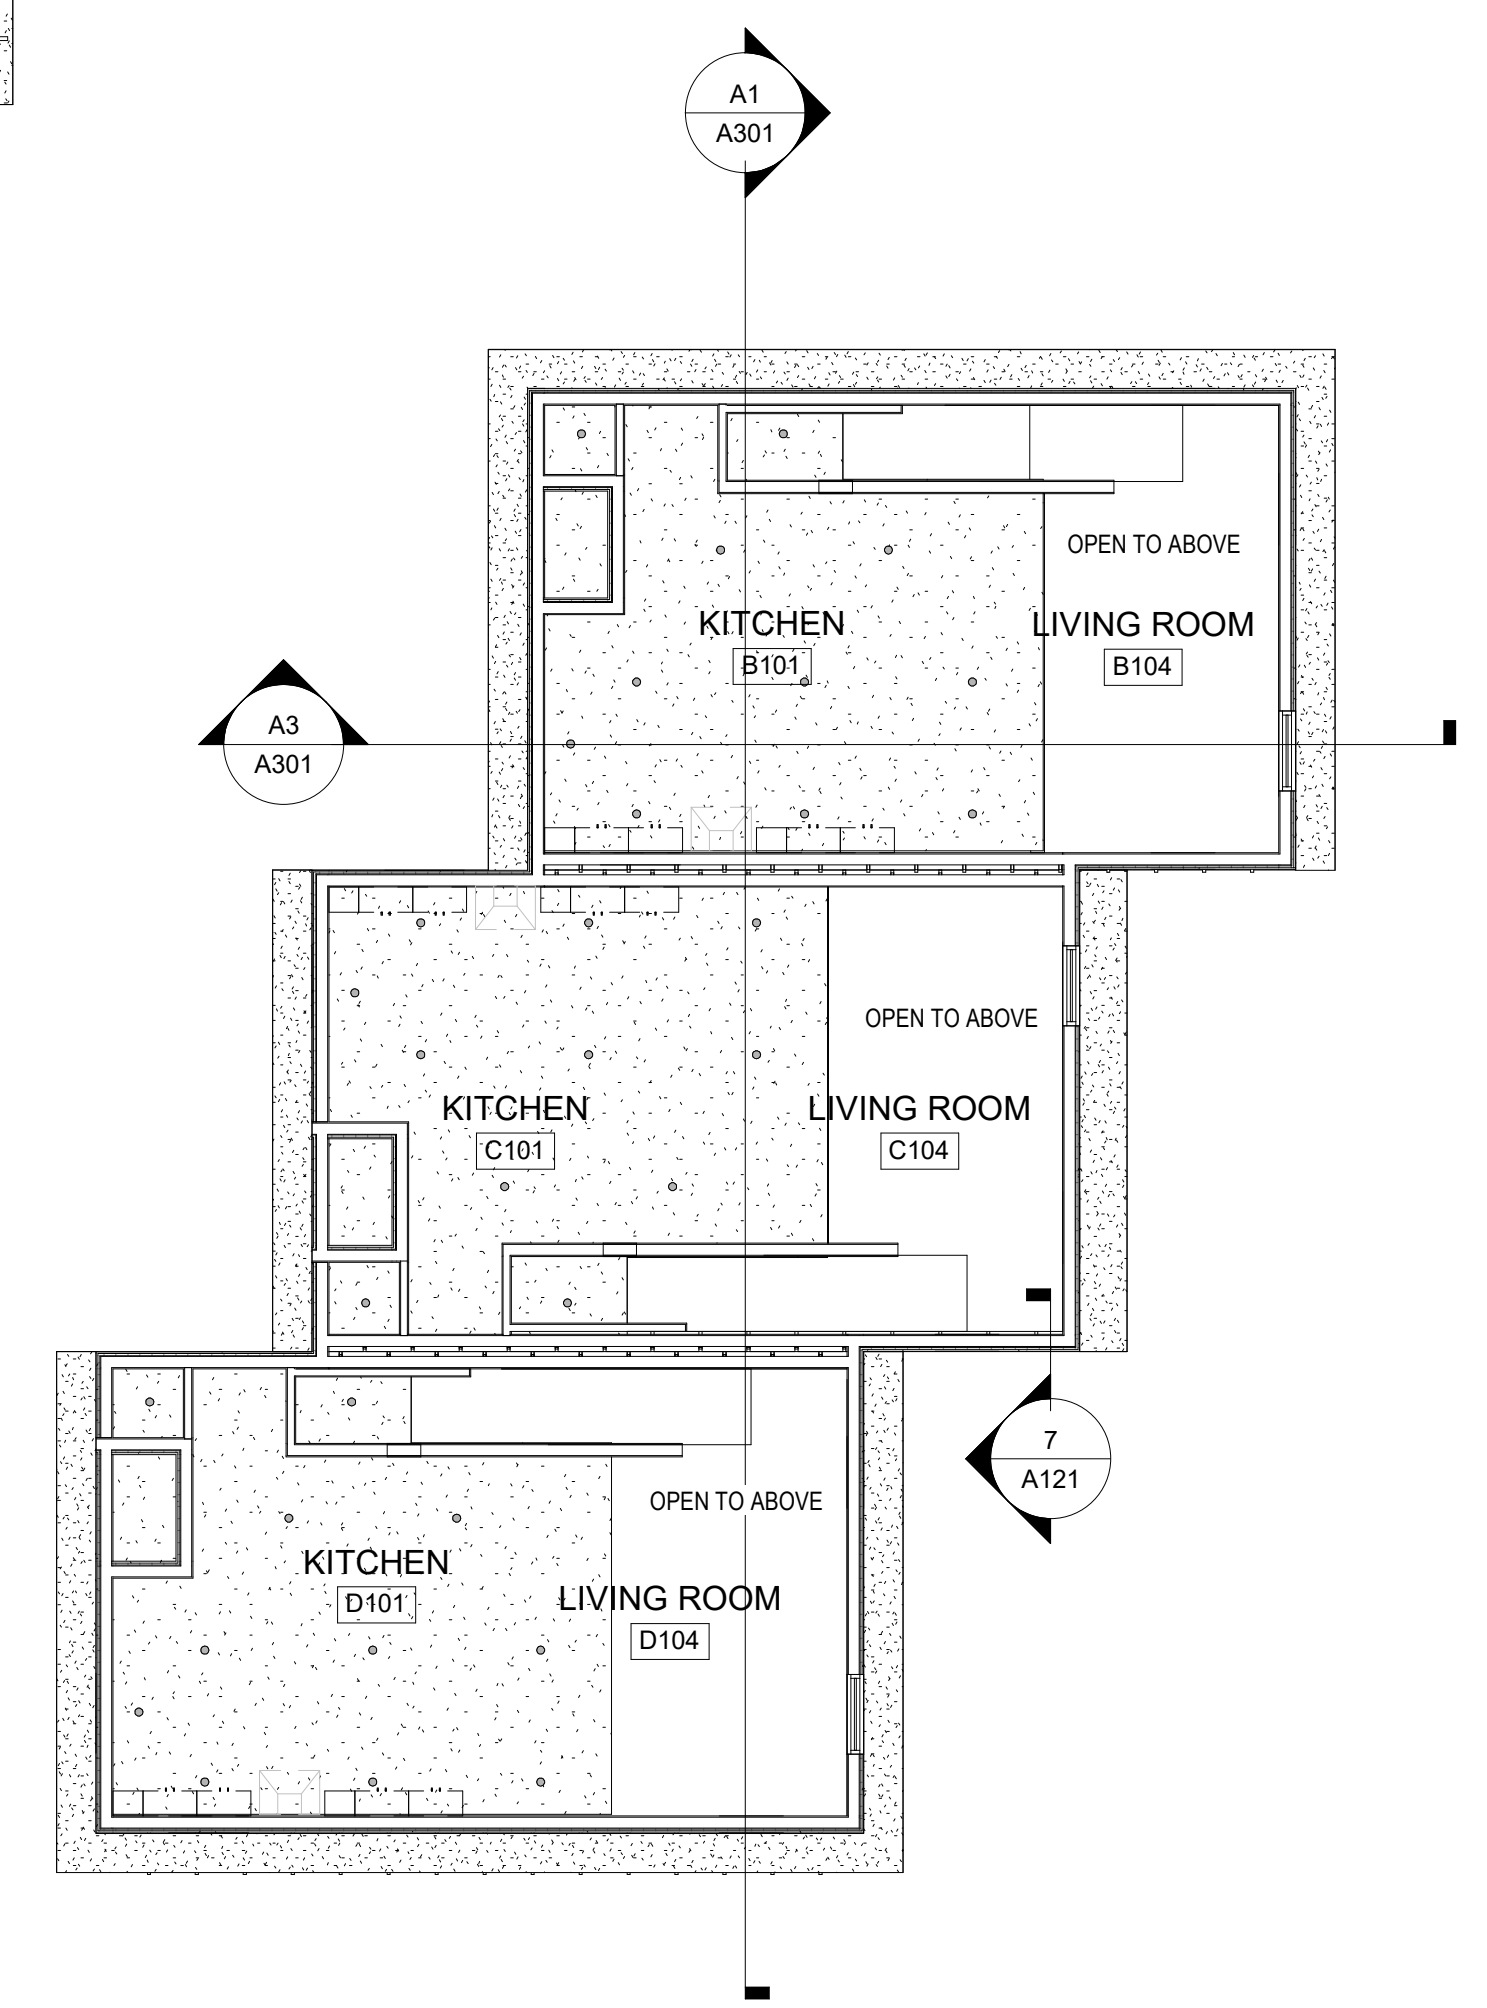 A1
A301
OPEN TO ABOVE
KITCHEN
B101
LIVING ROOM
B104
A3
A301
OPEN TO ABOVE
KITCHEN
C101
LIVING ROOM
C104
7
A121
OPEN TO ABOVE
KITCHEN
D101
LIVING ROOM
D104